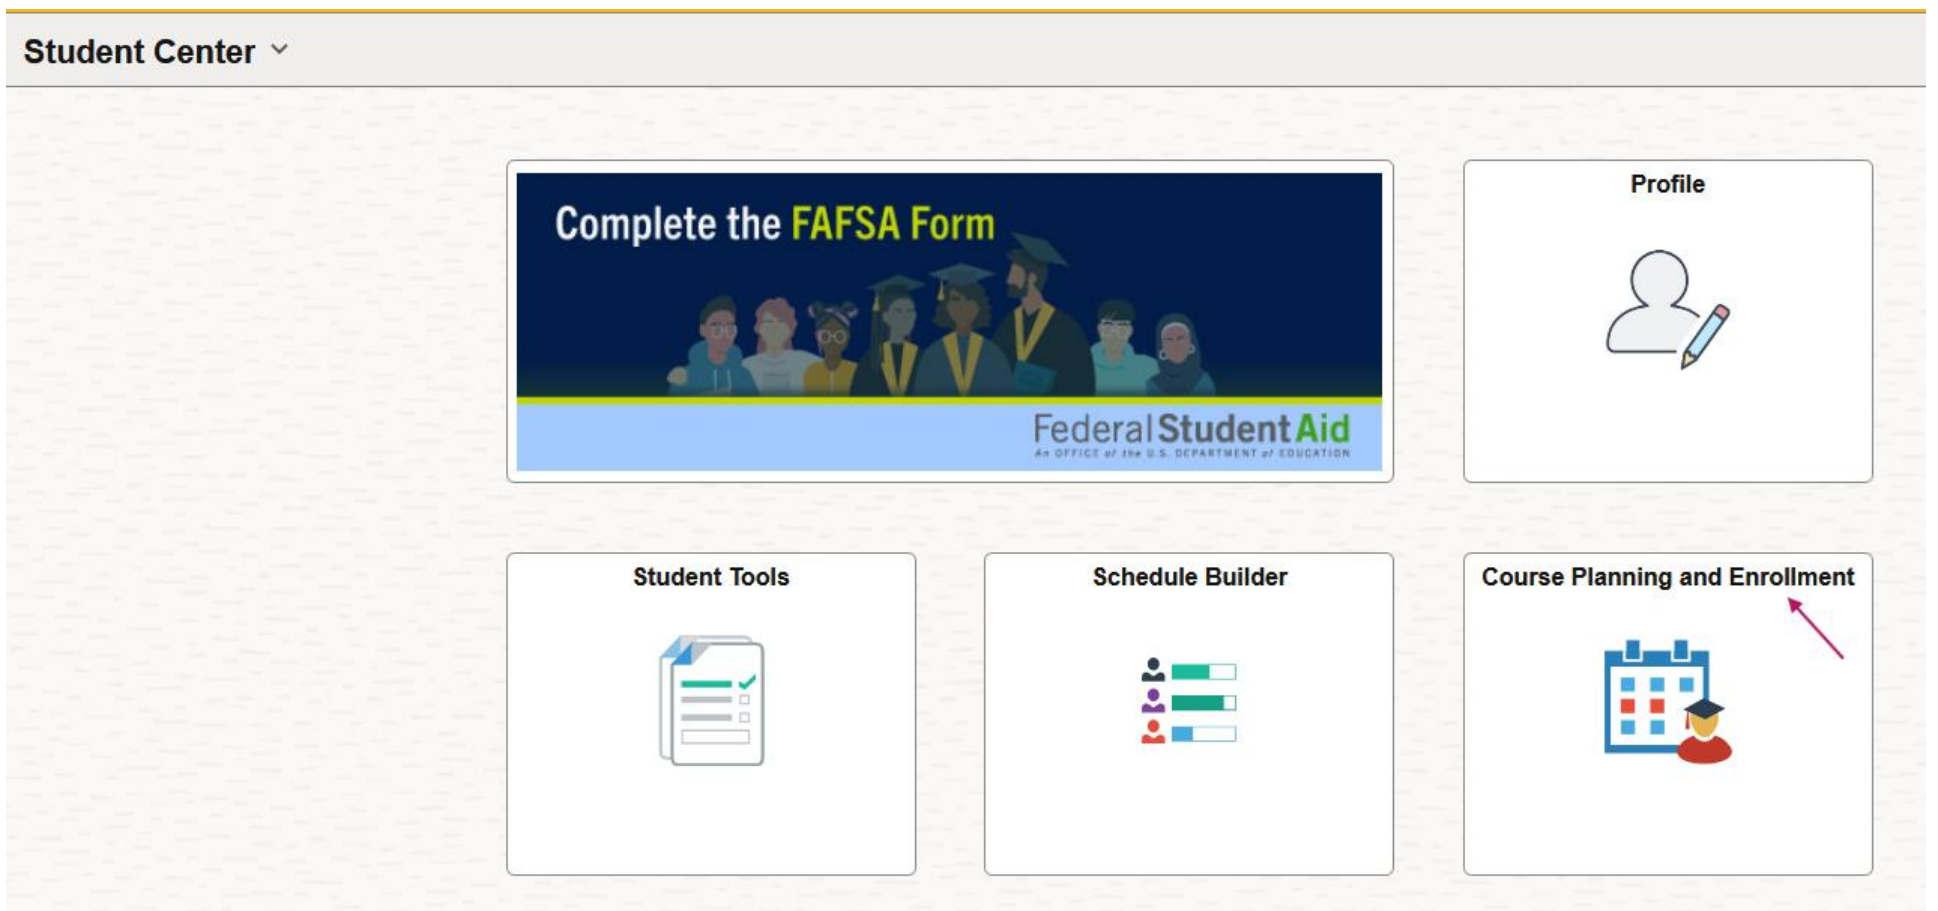 Student Center
Complete the FAFSA Form
Federal Student Aid
An OFFICE of the U.S. DEPARTMENT of EDUCATION
Profile
Student Tools
Schedule Builder
Course Planning and Enrollment